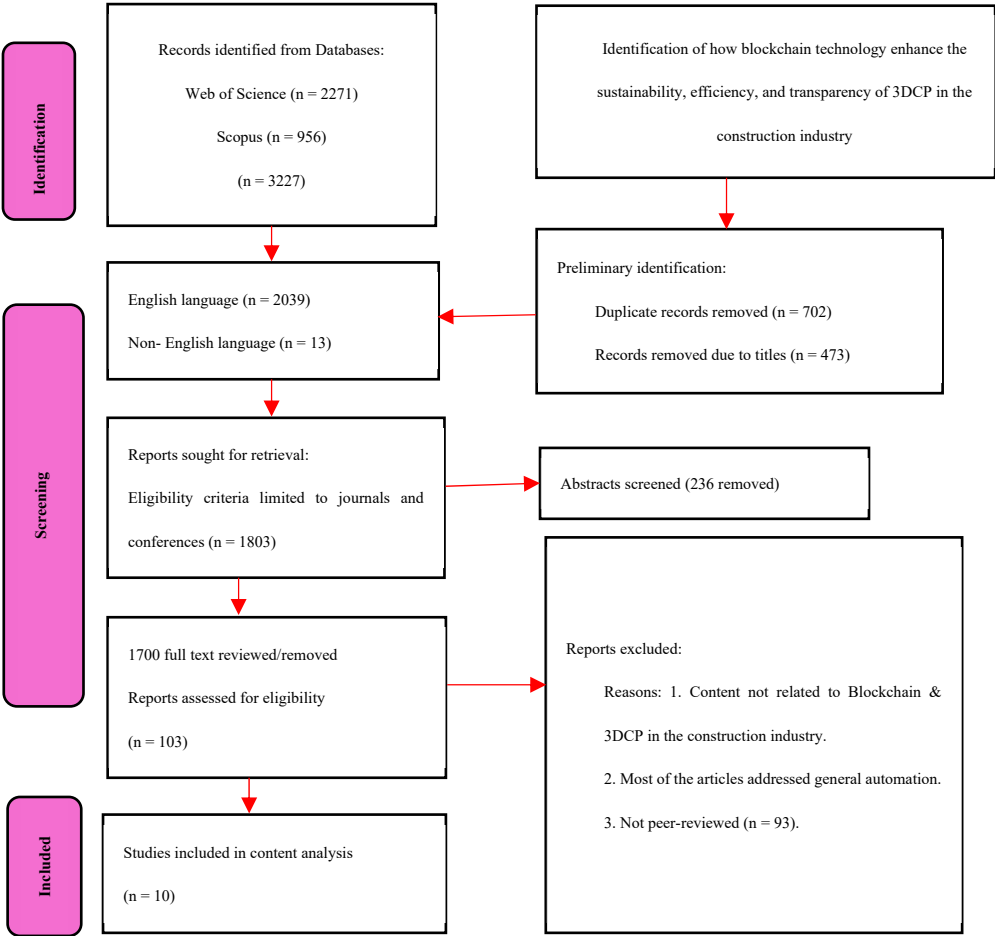 Identification
Records identified from Databases:
Web of Science (n = 2271)
Scopus (n = 956)
(n = 3227)
Identification of how blockchain technology enhance the
sustainability, efficiency, and transparency of 3DCP in the
construction industry
Preliminary identification:
Duplicate records removed (n = 702)
Records removed due to titles (n = 473)
Screening
English language (n = 2039)
Non- English language (n = 13)
Reports sought for retrieval:
Eligibility criteria limited to journals and
conferences (n = 1803)
Abstracts screened (236 removed)
1700 full text reviewed/removed
Reports assessed for eligibility
(n = 103)
Reports excluded:
Reasons: 1. Content not related to Blockchain &
3DCP in the construction industry.
2. Most of the articles addressed general automation.
3. Not peer-reviewed (n = 93).
Included
Studies included in content analysis
(n = 10)